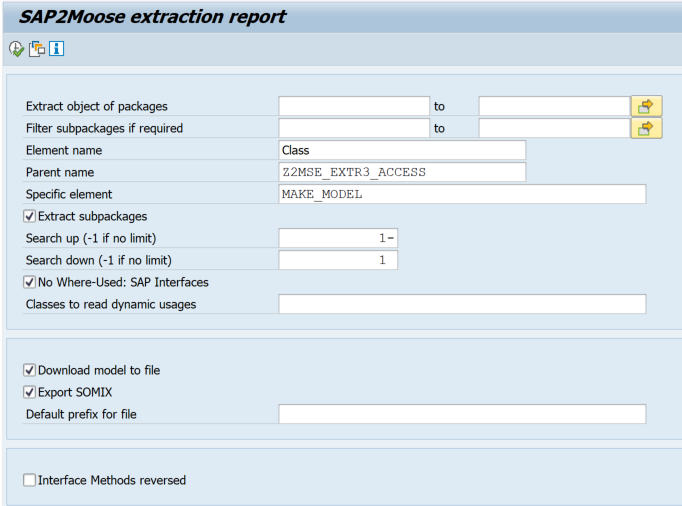 SAP2Moose extraction report
Extract object of packages to
Filter subpackages if required to
Element name Class
Parent name Z2MSE_EXTR3_ACCESS
Specific element MAKE_MODEL
Extract subpackages
Search up (-1 if no limit) 1-
Search down (-1 if no limit) 1
No Where-Used: SAP Interfaces
Classes to read dynamic usages
Download model to file
Export SOMIX
Default prefix for file
Interface Methods reversed